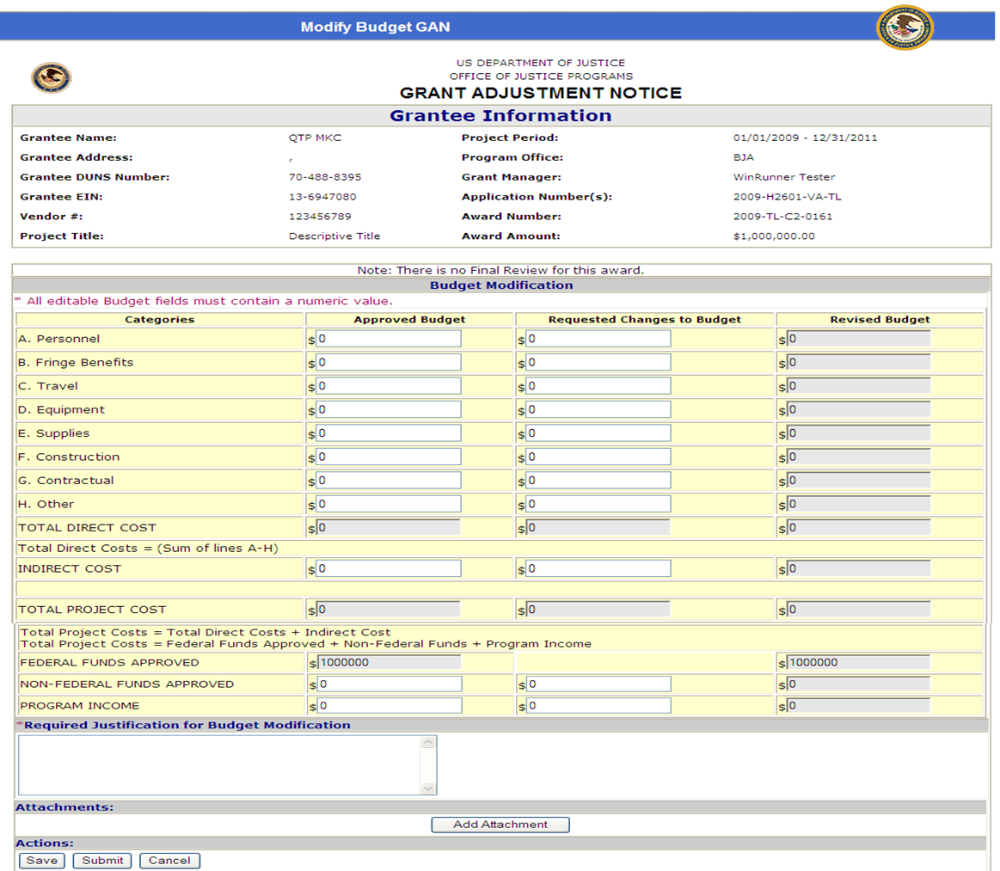 Modify Budget GAN
US DEPARTMENT OF JUSTICE
OFFICE OF JUSTICE PROGRAMS
GRANT ADJUSTMENT NOTICE
Grantee Information
Grantee Name: QTP MKC Project Period: 01/01/2009 - 12/31/2011
Grantee Address: , Program Office: BJA
Grantee DUNS Number: 70-488-8395 Grant Manager: WinRunner Tester
Grantee EIN: 13-6947080 Application Number(s): 2009-H2601-VA-TL
Vendor #: 123456789 Award Number: 2009-TL-C2-0161
Project Title: Descriptive Title Award Amount: $1,000,000.00
Note: There is no Final Review for this award.
Budget Modification
* All editable Budget fields must contain a numeric value.
Categories Approved Budget Requested Changes to Budget Revised Budget
A. Personnel $0 $0 $0
B. Fringe Benefits $0 $0 $0
C. Travel $0 $0 $0
D. Equipment $0 $0 $0
E. Supplies $0 $0 $0
F. Construction $0 $0 $0
G. Contractual $0 $0 $0
H. Other $0 $0 $0
TOTAL DIRECT COST $0 $0 $0
Total Direct Costs = (Sum of lines A-H)
INDIRECT COST $0 $0 $0
TOTAL PROJECT COST $0 $0 $0
Total Project Costs = Total Direct Costs + Indirect Cost
Total Project Costs = Federal Funds Approved + Non-Federal Funds + Program Income
FEDERAL FUNDS APPROVED $1000000 $1000000
NON-FEDERAL FUNDS APPROVED $0 $0 $0
PROGRAM INCOME $0 $0 $0
*Required Justification for Budget Modification
Attachments:
Add Attachment
Actions:
Save Submit Cancel